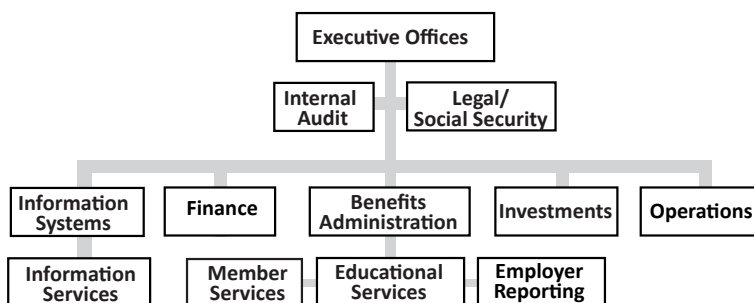 Executive Offices
Internal
Audit
Legal/
Social Security
Information
Systems
Finance
Benefits
Administration
Investments
Operations
Information
Services
Member
Services
Educational
Services
Employer
Reporting